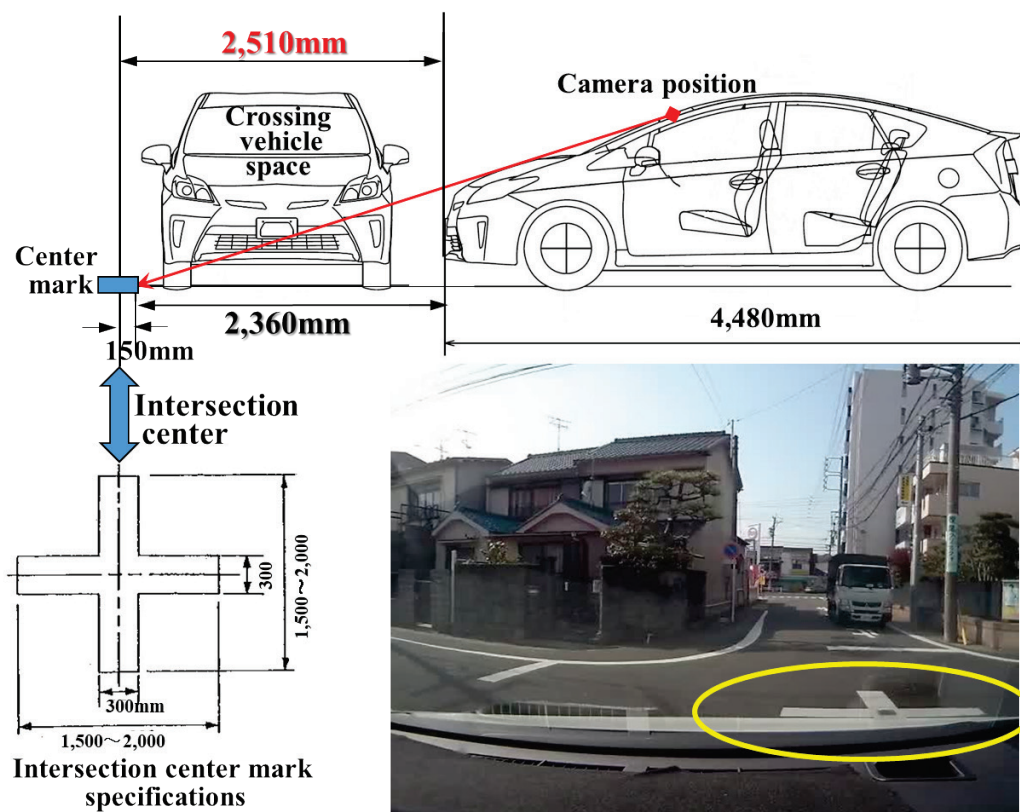 2,510mm
Camera position
Crossing
vehicle
space
Center
mark
2,360mm
4,480mm
150mm
Intersection
center
300
1,500～2,000
300mm
1,500～2,000
Intersection center mark
specifications